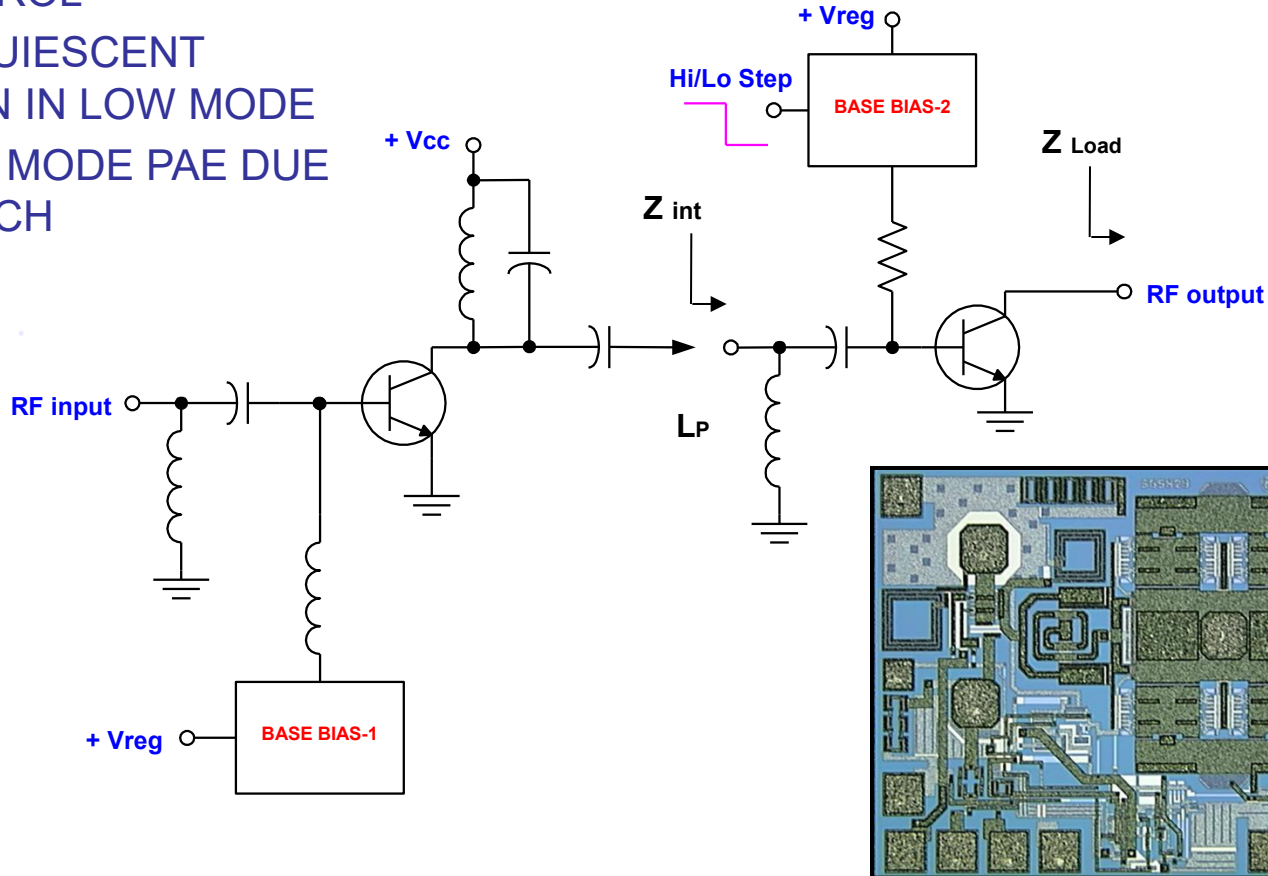 UIESCENT
N IN LOW MODE
MODE PAE DUE
CH
+ Vreg
Hi/Lo Step
BASE BIAS-2
+ Vcc
Z Load
Z int
RF output
RF input
LP
+ Vreg
BASE BIAS-1